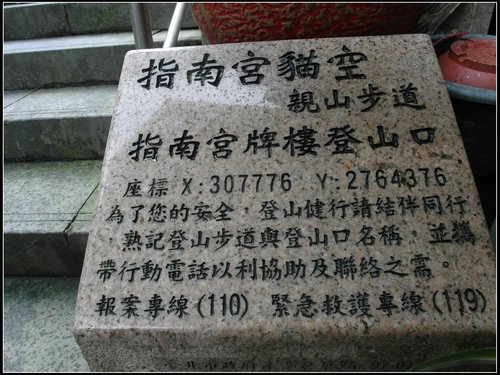 指南宮貓空
親山步道
指南宮牌樓登山口
座標 X:307776 Y:2764376
為了您的安全,登山健行請結伴同行
,熟記登山步道與登山口名稱,並攜
帶行動電話以利協助及聯絡之需。
報案專線(110) 緊急救護專線(119)